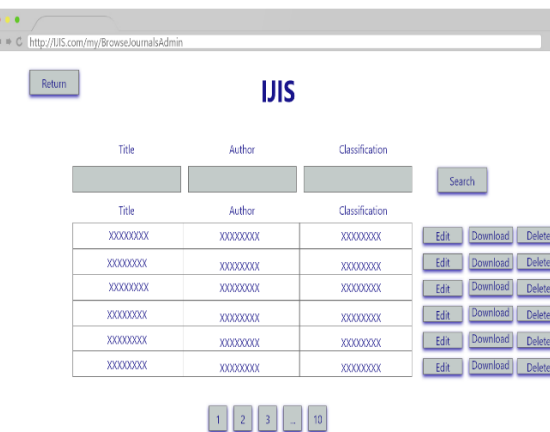 http://IJIS.com/my/BrowseJournalsAdmin
Return
IJIS
Title Author Classification
Search
Title Author Classification
XXXXXXXX XXXXXXXX XXXXXXXX Edit Download Delete
XXXXXXXX XXXXXXXX XXXXXXXX Edit Download Delete
XXXXXXXX XXXXXXXX XXXXXXXX Edit Download Delete
XXXXXXXX XXXXXXXX XXXXXXXX Edit Download Delete
XXXXXXXX XXXXXXXX XXXXXXXX Edit Download Delete
XXXXXXXX XXXXXXXX XXXXXXXX Edit Download Delete
1 2 3 ... 10